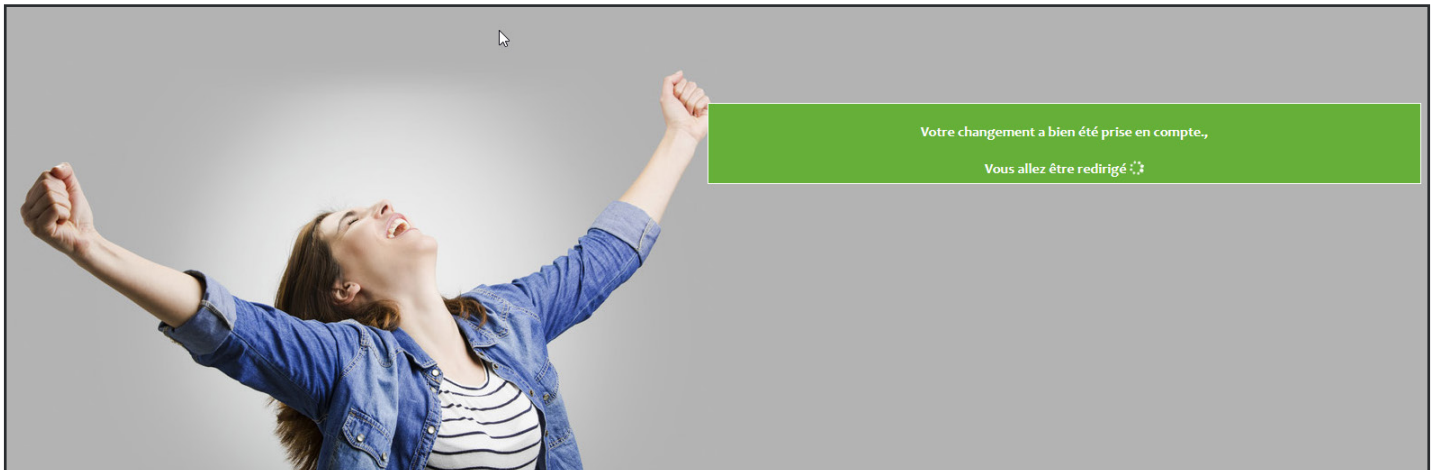 Votre changement a bien été prise en compte.,
Vous allez être redirigé